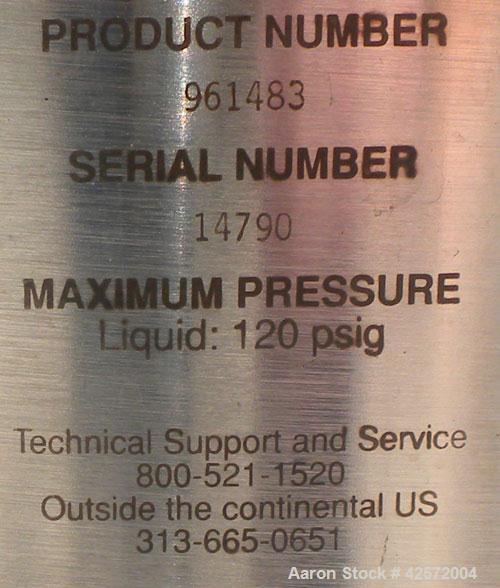 PRODUCT NUMBER
961483
SERIAL NUMBER
14790
MAXIMUM PRESSURE
Liquid: 120 psig
Technical Support and Service
800-521-1520
Outside the continental US
313-665-0651
Aaron Stock # 42572004